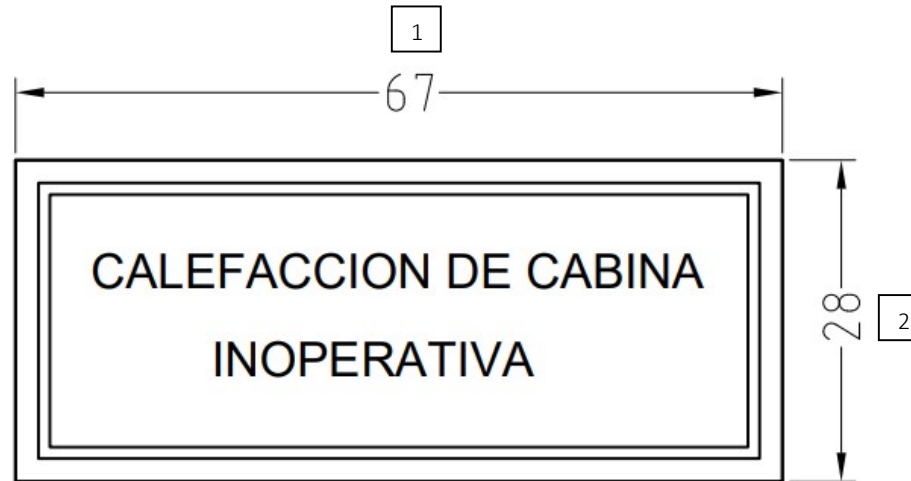 1
67
CALEFACCION DE CABINA
INOPERATIVA
28
2